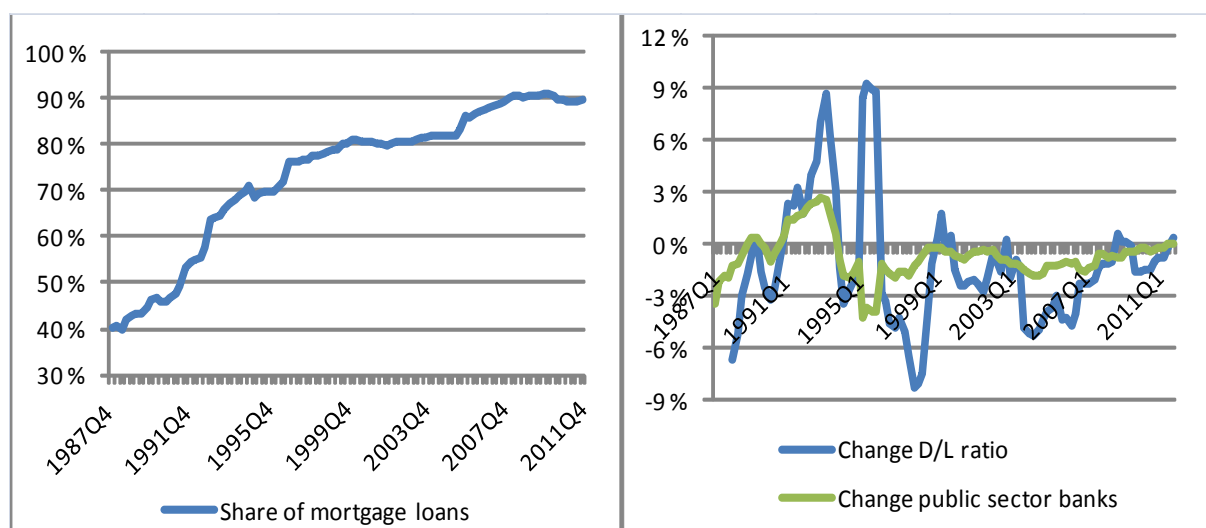 100 %
90 %
80 %
70 %
60 %
50 %
40 %
30 %
1987Q4
1991Q4
1995Q4
1999Q4
2003Q4
2007Q4
2011Q4
Share of mortgage loans
12 %
9 %
6 %
3 %
0 %
-3 %
-6 %
-9 %
1987Q1
1991Q1
1995Q1
1999Q1
2003Q1
2007Q1
2011Q1
Change D/L ratio
Change public sector banks